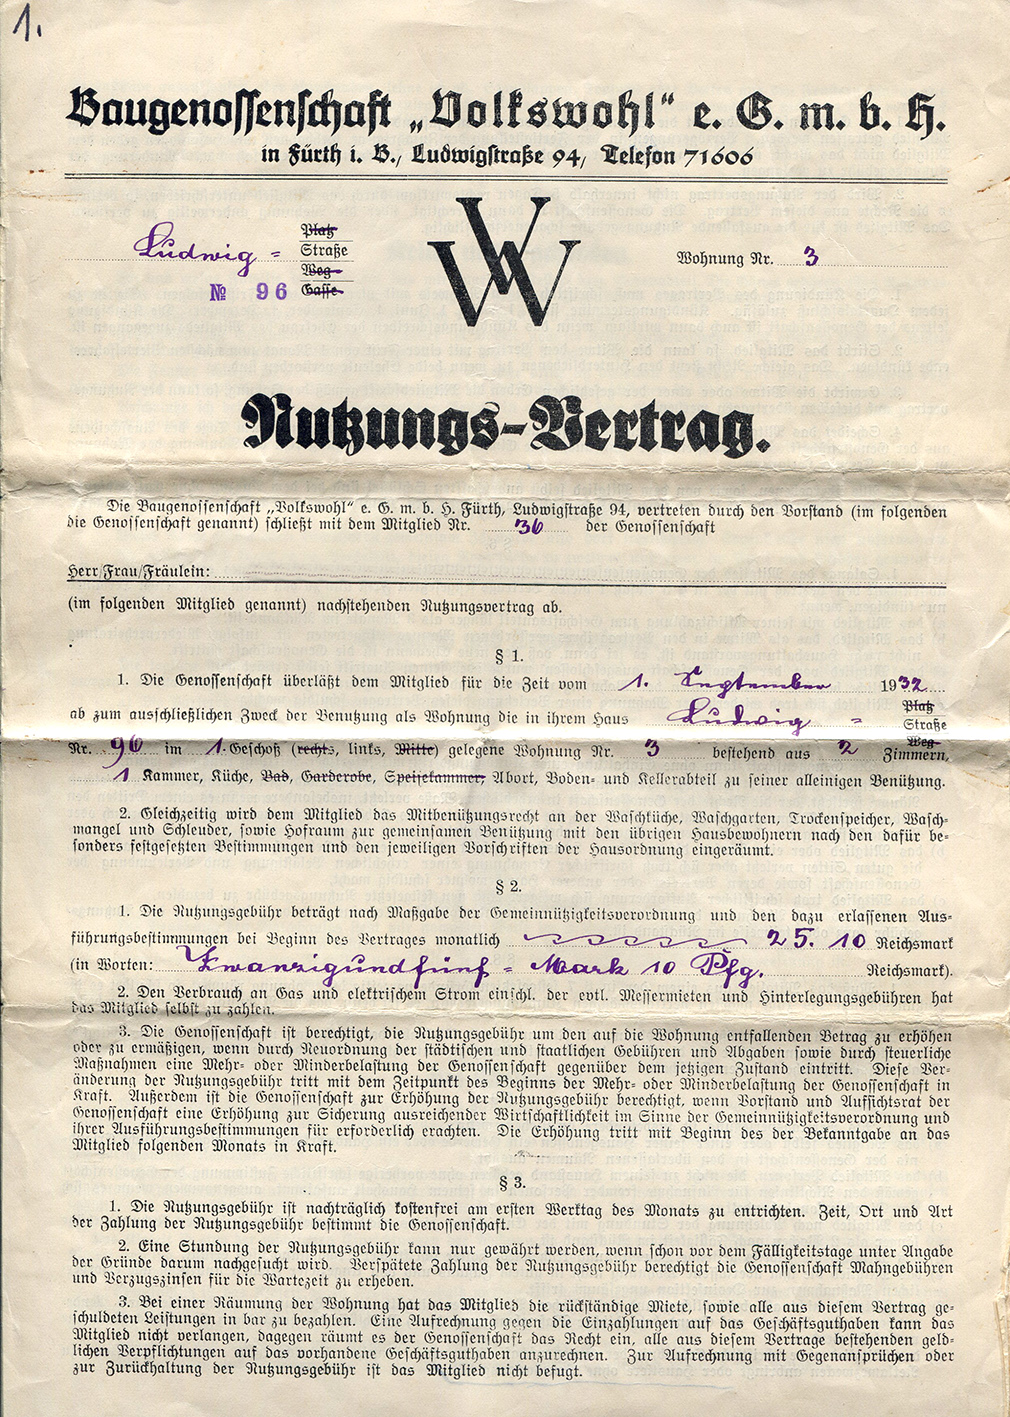 1.
Baugenossenschaft „Volkswohl“ e. G. m. b. H.
in Fürth i. B., Ludwigstraße 94, Telefon 71606
Ludwig-
Platz
Straße
Weg
Gasse
№ 96
VW
Wohnung Nr. 3
Nutzungs-Vertrag.
Die Baugenossenschaft „Volkswohl“ e. G. m. b. H. Fürth, Ludwigstraße 94, vertreten durch den Vorstand (im folgenden
die Genossenschaft genannt) schließt mit dem Mitglied Nr. 36 der Genossenschaft
Herr/Frau/Fräulein:
(im folgenden Mitglied genannt) nachstehenden Nutzungsvertrag ab.
§ 1.
1. Die Genossenschaft überläßt dem Mitglied für die Zeit vom 1. September 1932
ab zum ausschließlichen Zweck der Benutzung als Wohnung die in ihrem Haus Ludwig-
Platz
Straße
Weg
Nr. 96 im 1. Geschoß (rechts, links, Mitte) gelegene Wohnung Nr. 3 bestehend aus 2 Zimmern,
1 Kammer, Küche, Bad, Garderobe, Speisekammer, Abort, Boden- und Kellerabteil zu seiner alleinigen Benützung.
2. Gleichzeitig wird dem Mitglied das Mitbenützungsrecht an der Waschküche, Waschgarten, Trockenspeicher, Wasch-
mangel und Schleuder, sowie Hofraum zur gemeinsamen Benützung mit den übrigen Hausbewohnern nach den dafür be-
sonders festgesetzten Bestimmungen und den jeweiligen Vorschriften der Hausordnung eingeräumt.
§ 2.
1. Die Nutzungsgebühr beträgt nach Maßgabe der Gemeinnützigkeitsverordnung und den dazu erlassenen Aus-
führungsbestimmungen bei Beginn des Vertrages monatlich 25. 10 Reichsmark
(in Worten: Zwanzigundfünf - Mark 10 Pfg. Reichsmark).
2. Den Verbrauch an Gas und elektrischem Strom einschl. der evtl. Messermieten und Hinterlegungsgebühren hat
das Mitglied selbst zu zahlen.
3. Die Genossenschaft ist berechtigt, die Nutzungsgebühr um den auf die Wohnung entfallenden Betrag zu erhöhen
oder zu ermäßigen, wenn durch Neuordnung der städtischen und staatlichen Gebühren und Abgaben sowie durch steuerliche
Maßnahmen eine Mehr- oder Minderbelastung der Genossenschaft gegenüber dem jetzigen Zustand eintritt. Diese Ver-
änderung der Nutzungsgebühr tritt mit dem Zeitpunkt des Beginns der Mehr- oder Minderbelastung der Genossenschaft in
Kraft. Außerdem ist die Genossenschaft zur Erhöhung der Nutzungsgebühr berechtigt, wenn Vorstand und Aufsichtsrat der
Genossenschaft eine Erhöhung zur Sicherung ausreichender Wirtschaftlichkeit im Sinne der Gemeinnützigkeitsverordnung und
ihrer Ausführungsbestimmungen für erforderlich erachten. Die Erhöhung tritt mit Beginn des der Bekanntgabe an das
Mitglied folgenden Monats in Kraft.
§ 3.
1. Die Nutzungsgebühr ist nachträglich kostenfrei am ersten Werktag des Monats zu entrichten. Zeit, Ort und Art
der Zahlung der Nutzungsgebühr bestimmt die Genossenschaft.
2. Eine Stundung der Nutzungsgebühr kann nur gewährt werden, wenn schon vor dem Fälligkeitstage unter Angabe
der Gründe darum nachgesucht wird. Verspätete Zahlung der Nutzungsgebühr berechtigt die Genossenschaft Mahngebühren
und Verzugszinsen für die Wartezeit zu erheben.
3. Bei einer Räumung der Wohnung hat das Mitglied die rückständige Miete, sowie alle aus diesem Vertrag ge-
schuldeten Leistungen in bar zu bezahlen. Eine Aufrechnung gegen die Einzahlungen auf das Geschäftsguthaben kann das
Mitglied nicht verlangen, dagegen räumt es der Genossenschaft das Recht ein, alle aus diesem Vertrage bestehenden geld-
lichen Verpflichtungen auf das vorhandene Geschäftsguthaben anzurechnen. Zur Aufrechnung mit Gegenansprüchen oder
zur Zurückhaltung der Nutzungsgebühr ist das Mitglied nicht befugt.